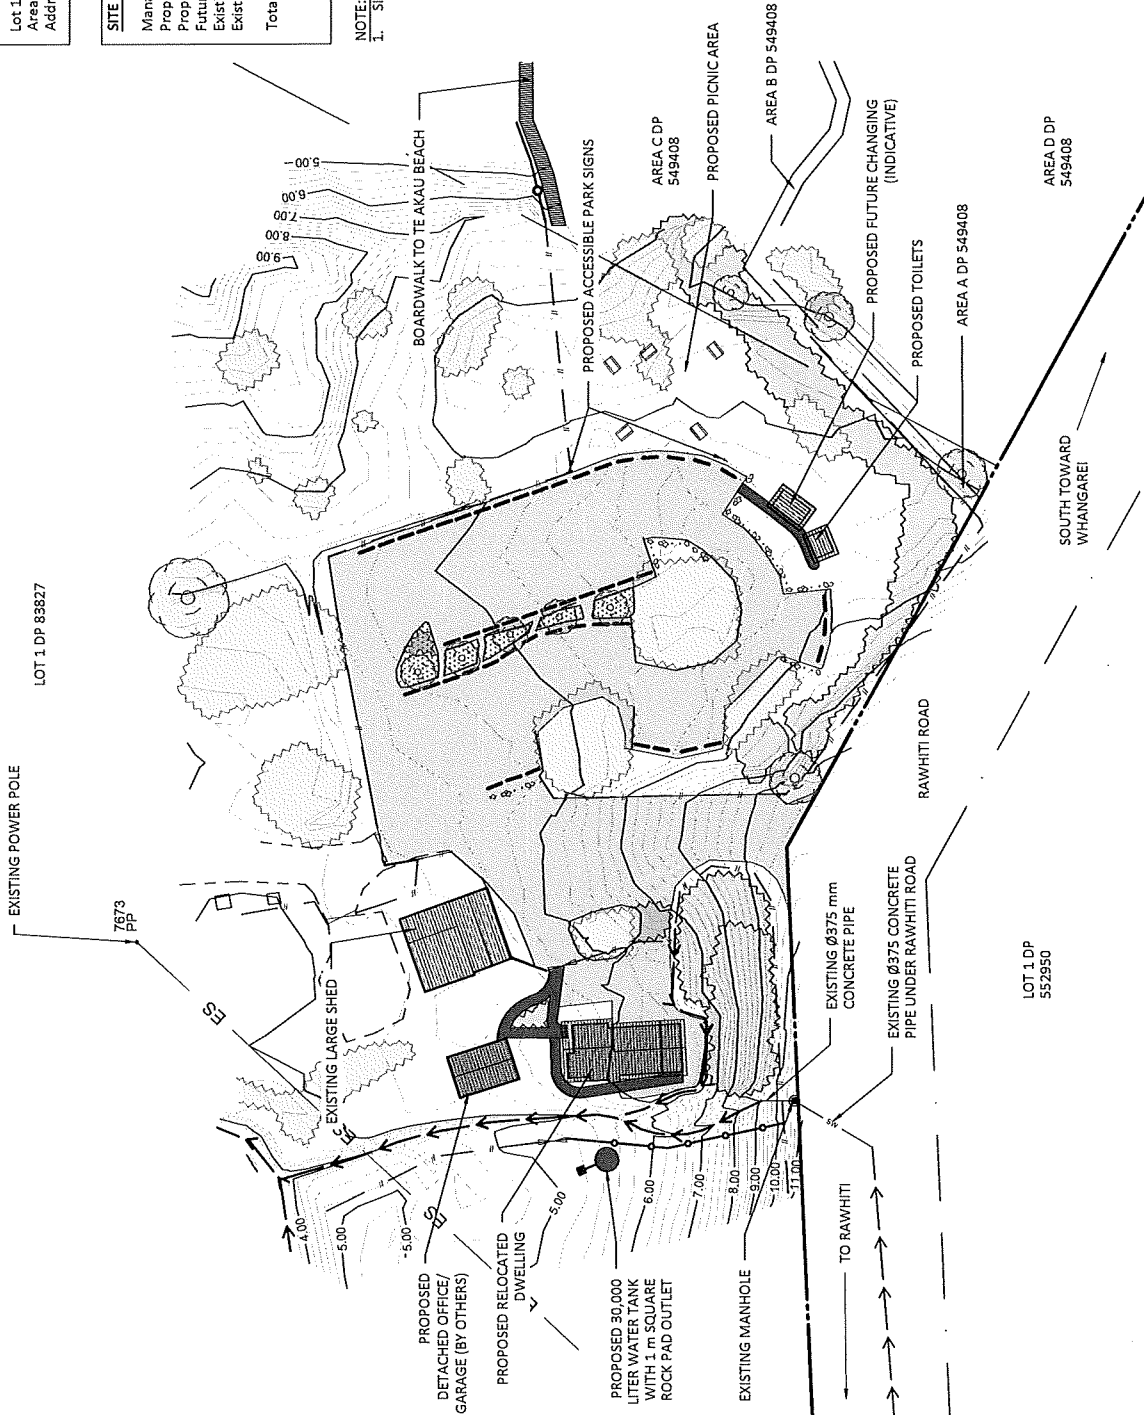 Lot 1
Area
Addr
SITE
Mana
Prop
Prop
Futur
Exist
Exist
Tota
NOTE:
1. Si
LOT 1 DP 83827
EXISTING POWER POLE
7673
PP
ES
EXISTING LARGE SHED
ES
BOARDWALK TO TE AKAU BEACH
5.00
6.00
7.00
8.00
9.00
PROPOSED ACCESSIBLE PARK SIGNS
AREA C DP
549408
PROPOSED PICNIC AREA
AREA B DP 549408
PROPOSED FUTURE CHANGING
(INDICATIVE)
PROPOSED TOILETS
AREA A DP 549408
AREA D DP
549408
SOUTH TOWARD
WHANGAREI
RAWHITI ROAD
4.00
5.00
5.00
5.00
6.00
7.00
8.00
9.00
10.00
11.00
PROPOSED
DETACHED OFFICE/
GARAGE (BY OTHERS)
PROPOSED RELOCATED
DWELLING
PROPOSED 30,000
LITER WATER TANK
WITH 1 m SQUARE
ROCK PAD OUTLET
EXISTING MANHOLE
EXISTING Ø375 mm
CONCRETE PIPE
EXISTING Ø375 CONCRETE
PIPE UNDER RAWHITI ROAD
SW
TO RAWHITI
LOT 1 DP
552950